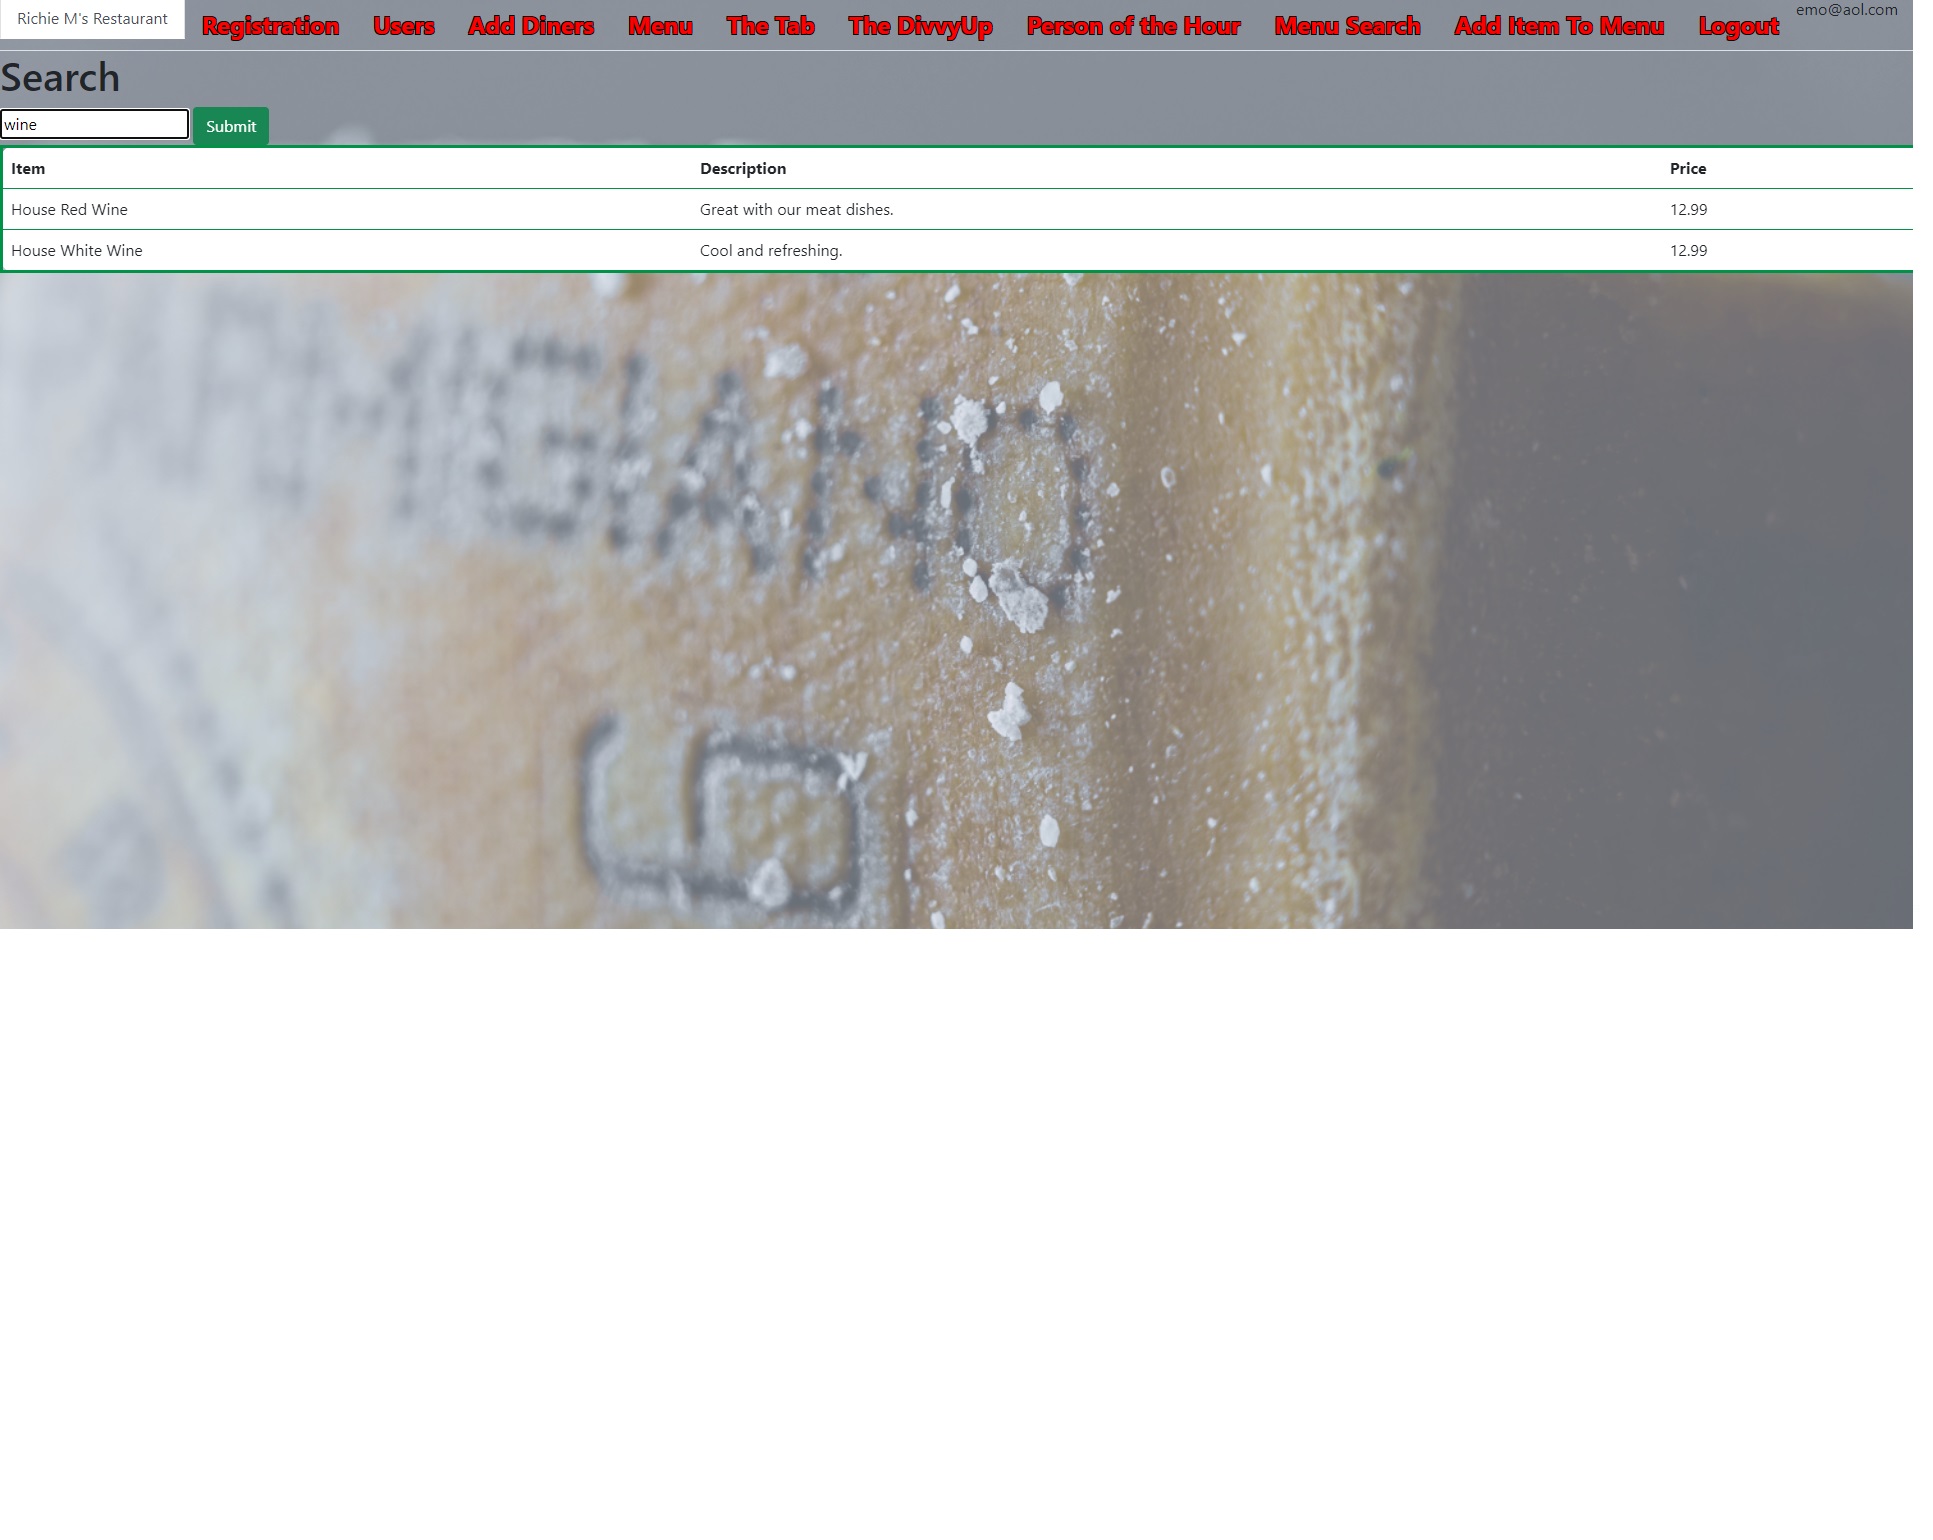 Richie M's Restaurant Registration Users Add Diners Menu The Tab The DivvyUp Person of the Hour Menu Search Add Item To Menu Logout emo@aol.com
Search
wine Submit
Item Description Price
House Red Wine Great with our meat dishes. 12.99
House White Wine Cool and refreshing. 12.99